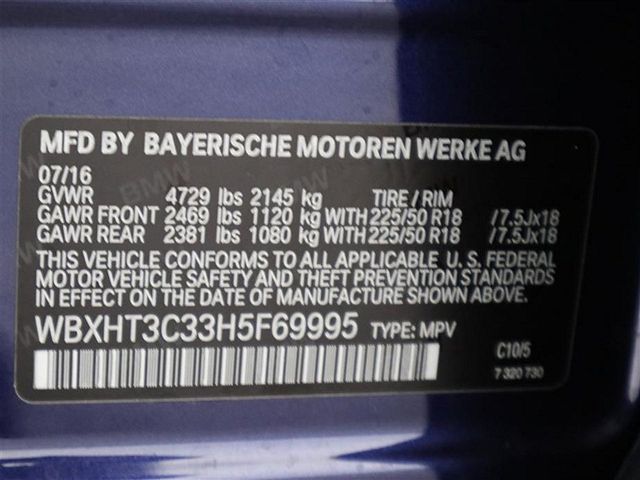 MFD BY BAYERISCHE MOTOREN WERKE AG
07/16
GVWR 4729 lbs 2145 kg TIRE / RIM
GAWR FRONT 2469 lbs 1120 kg WITH 225/50 R18 /7.5Jx18
GAWR REAR 2381 lbs 1080 kg WITH 225/50 R18 /7.5Jx18
THIS VEHICLE CONFORMS TO ALL APPLICABLE U. S. FEDERAL
MOTOR VEHICLE SAFETY AND THEFT PREVENTION STANDARDS
IN EFFECT ON THE DATE OF MANUFACTURE SHOWN ABOVE.
WBXHT3C33H5F69995 TYPE: MPV
C10/5
7 320 730